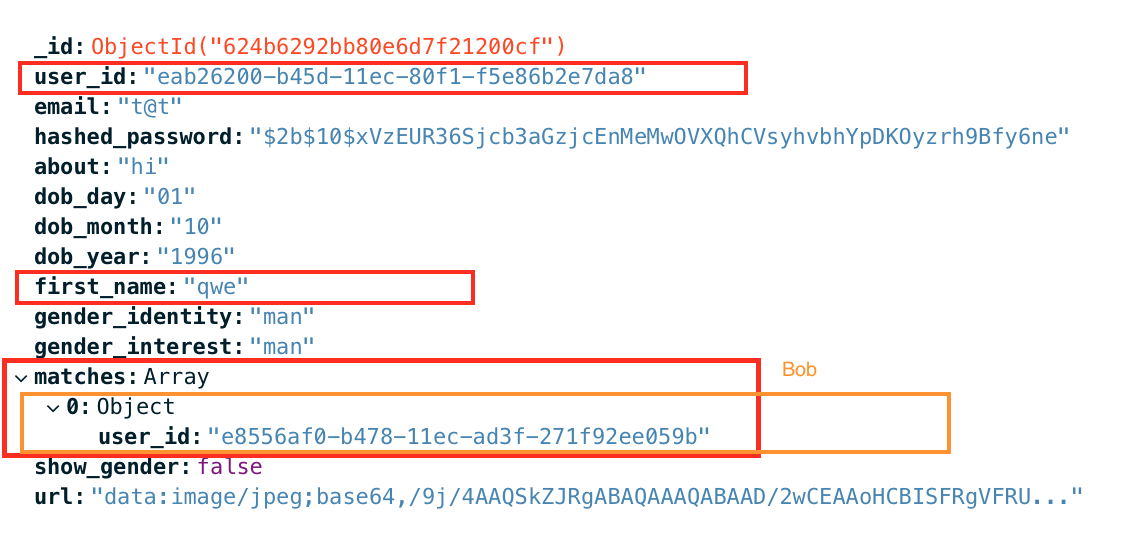 _id: ObjectId("624b6292bb80e6d7f21200cf")
user_id: "eab26200-b45d-11ec-80f1-f5e86b2e7da8"
email: "t@t"
hashed_password: "$2b$10$xVzEUR36Sjcb3aGzjcEnMeMwOVXQhCVsyhvbhYpDKOyzrh9Bfy6ne"
about: "hi"
dob_day: "01"
dob_month: "10"
dob_year: "1996"
first_name: "qwe"
gender_identity: "man"
gender_interest: "man"
matches: Array
Bob
0: Object
user_id: "e8556af0-b478-11ec-ad3f-271f92ee059b"
show_gender: false
url: "data:image/jpeg;base64,/9j/4AAQSkZJRgABAQAAAQABAAD/2wCEAAoHCBISFRgVFRU..."